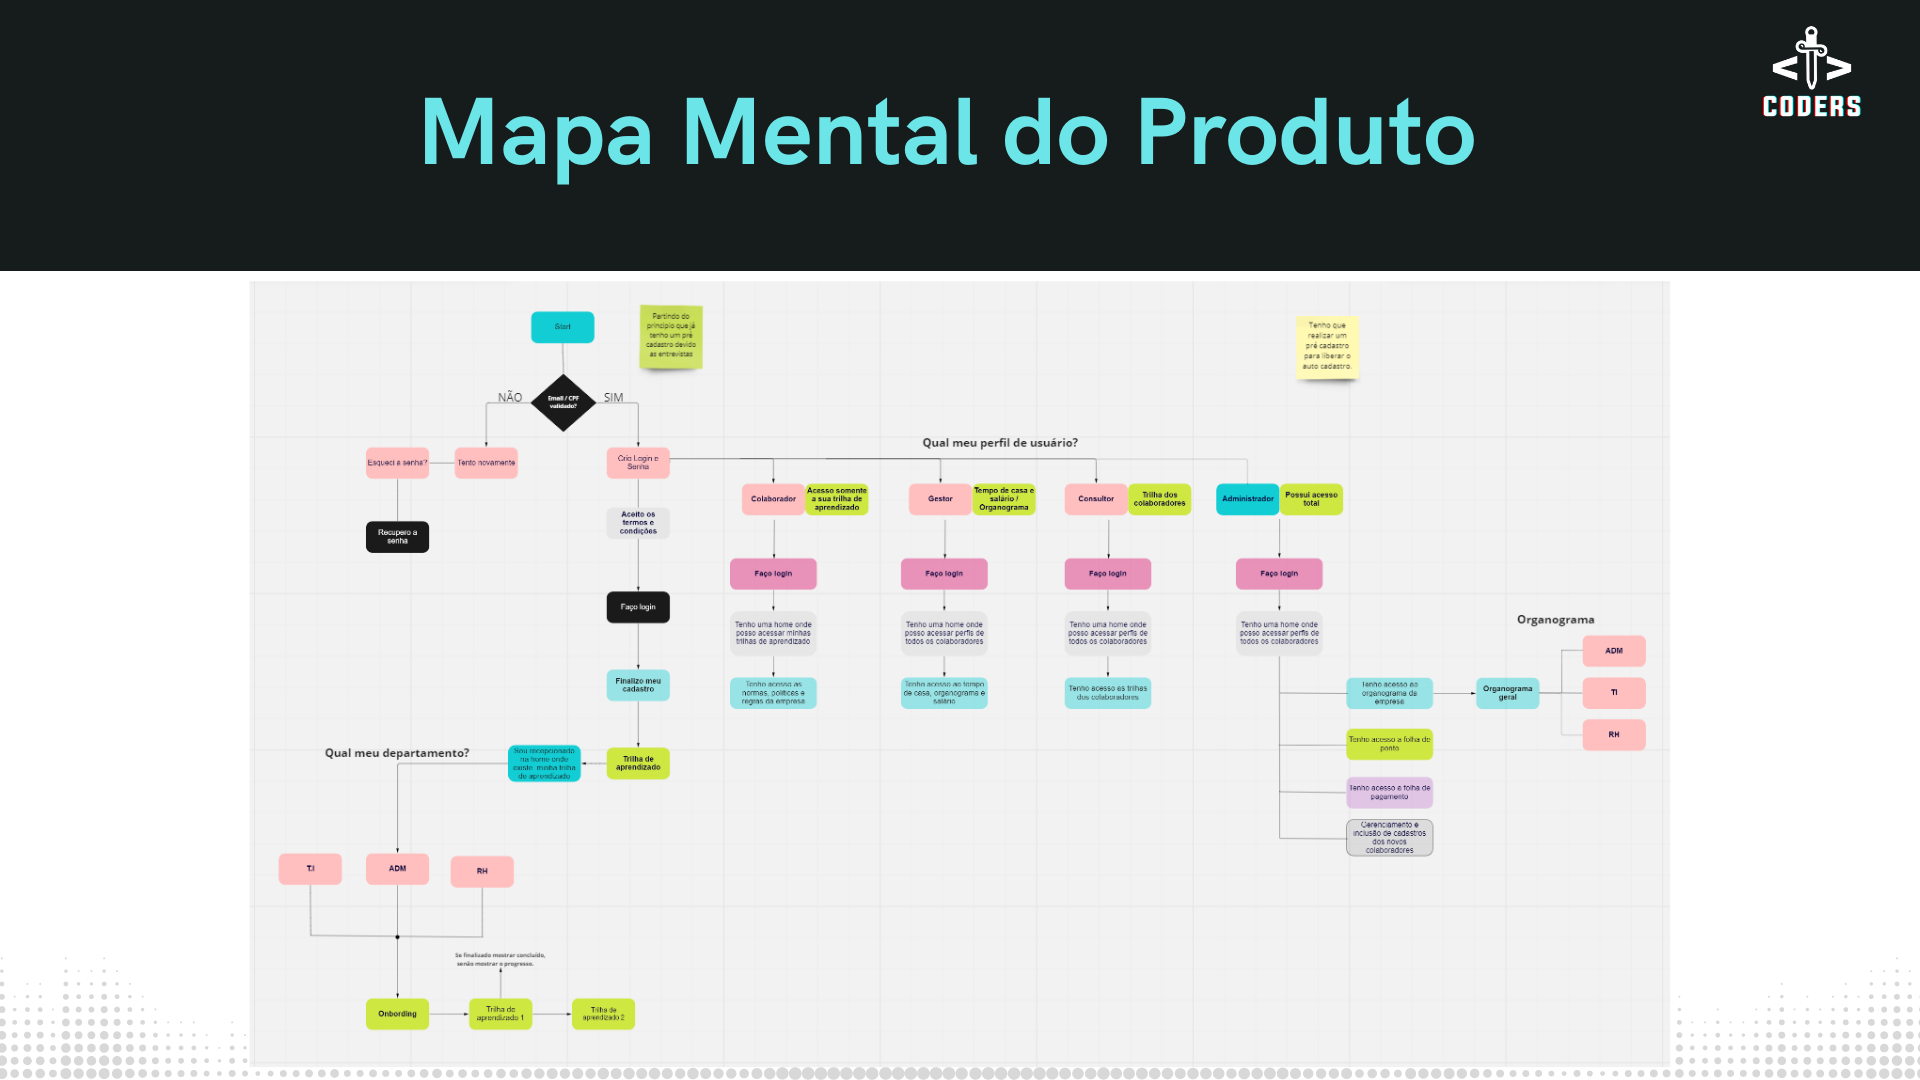 Mapa Mental do Produto
CODERS
Start
Partindo do
principio que já
tenho um pré
cadastro devido
as entrevistas
Tenho que
realizar um
pré cadastro
para liberar o
auto cadastro.
NÃO
Email / CPF
validado?
SIM
Esqueci a senha?
Tento novamente
Crio Login e
Senha
Recupero a
senha
Aceito os
termos e
condições
Faço login
Finalizo meu
cadastro
Trilha de
aprendizado
Qual meu perfil de usuário?
Colaborador
Acesso somente
a sua trilha de
aprendizado
Gestor
Tempo de casa e
salário /
Organograma
Consultor
Trilha dos
colaboradores
Administrador
Possui acesso
total
Faço login
Faço login
Faço login
Faço login
Tenho uma home onde
posso acessar minhas
trilhas de aprendizado
Tenho uma home onde
posso acessar perfis de
todos os colaboradores
Tenho uma home onde
posso acessar perfis de
todos os colaboradores
Tenho uma home onde
posso acessar perfis de
todos os colaboradores
Tenho acesso as
normas, políticas e
regras da empresa
Tenho acesso ao tempo
de casa, organograma e
salário
Tenho acesso as trilhas
dos colaboradores
Tenho acesso ao
organograma da
empresa
Organograma
geral
Organograma
ADM
TI
RH
Tenho acesso a folha de
ponto
Tenho acesso a folha de
pagamento
Gerenciamento e
inclusão de cadastros
dos novos
colaboradores
Qual meu departamento?
Sou recepcionado
na home onde
existe minha trilha
de aprendizado
T.I
ADM
RH
Se finalizado mostrar concluído,
senão mostrar o progresso.
Onbording
Trilha de
aprendizado 1
Trilha de
aprendizado 2